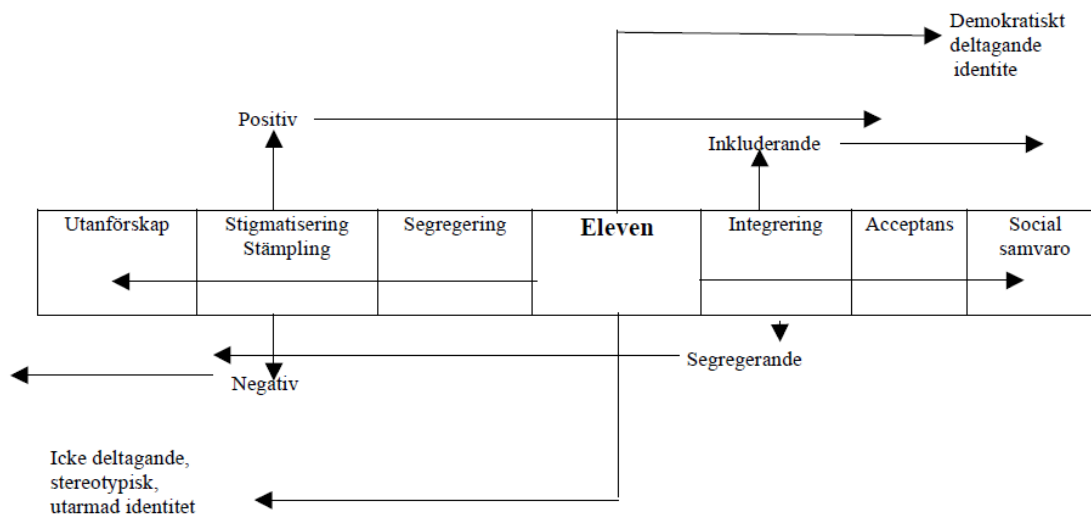 Demokratiskt
deltagande
identite
Positiv
Inkluderande
Utanförskap
Stigmatisering
Stämpling
Segregering
Eleven
Integrering
Acceptans
Social
samvaro
Segregerande
Negativ
Icke deltagande,
stereotypisk,
utarmad identitet